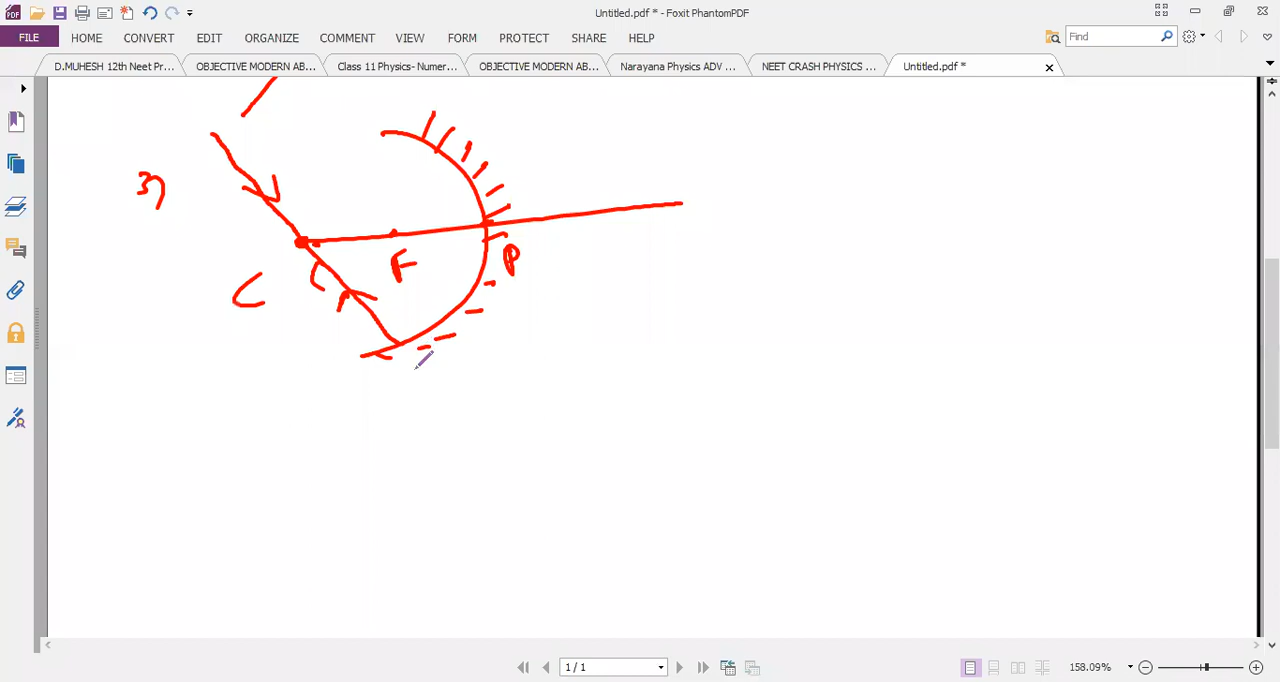 Untitled.pdf * - Foxit PhantomPDF
FILE HOME CONVERT EDIT ORGANIZE COMMENT VIEW FORM PROTECT SHARE HELP
Find
D.MUHESH 12th Neet Pr... OBJECTIVE MODERN AB... Class 11 Physics- Numer... OBJECTIVE MODERN AB... Narayana Physics ADV ... NEET CRASH PHYSICS ... Untitled.pdf *
3)
C F P
1 / 1
158.09%